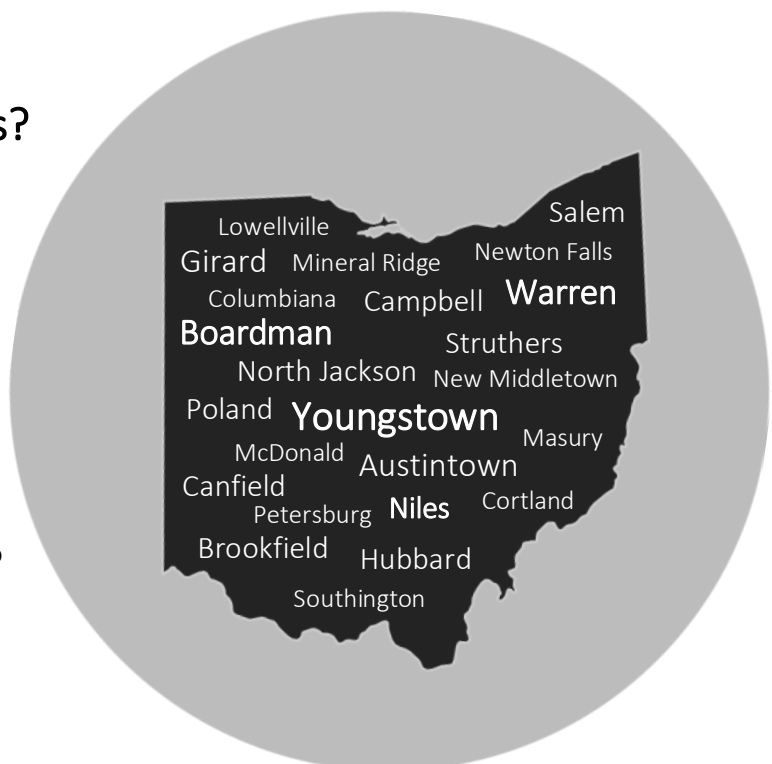 s?
Salem
Lowellville
Newton Falls
Girard Mineral Ridge
Warren
Columbiana Campbell
Boardman
Struthers
North Jackson New Middletown
Poland Youngstown
Masury
McDonald Austintown
Canfield
Petersburg Niles Cortland
Brookfield Hubbard
Southington